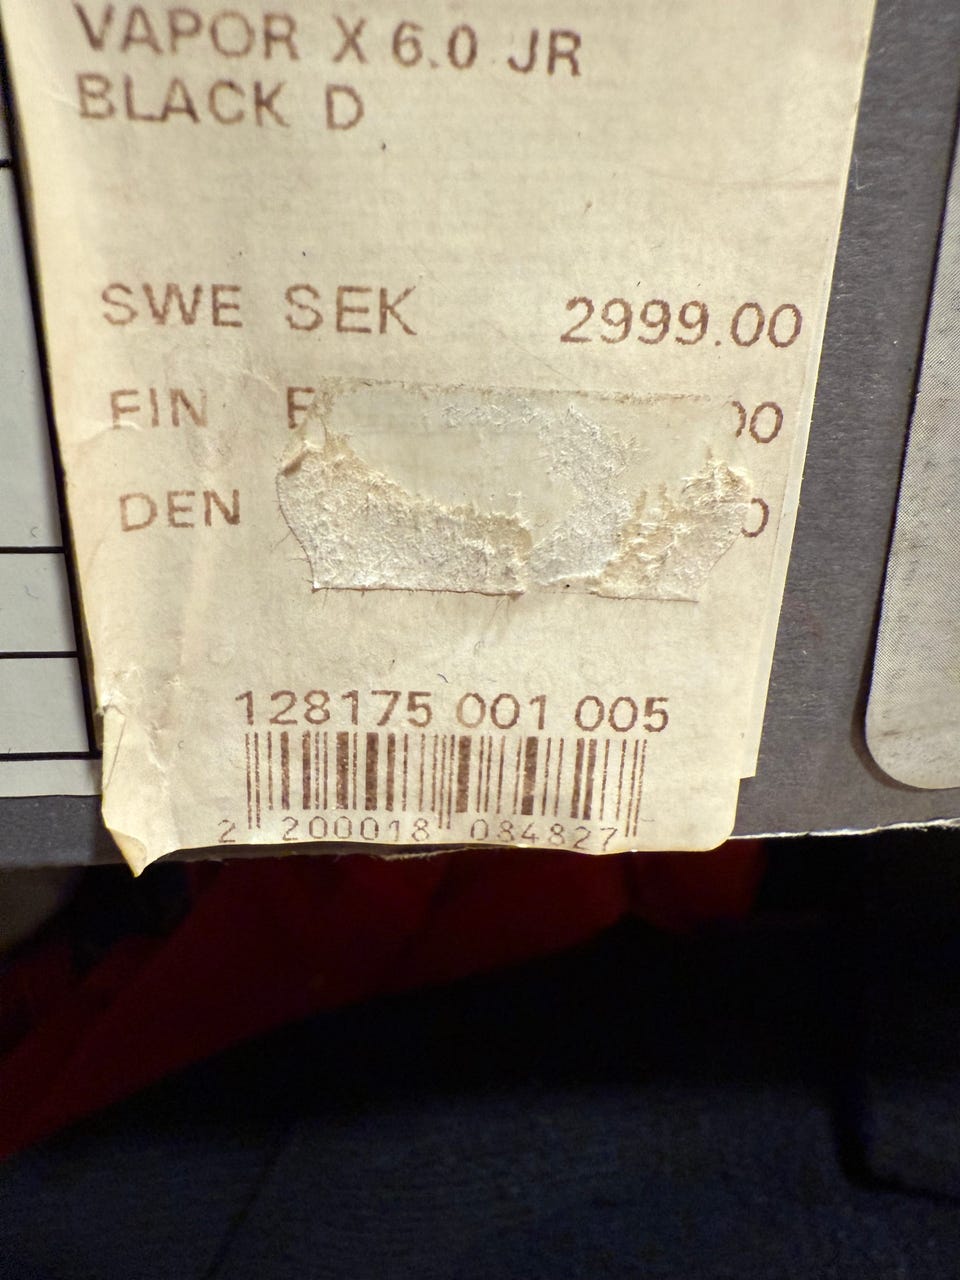 VAPOR X 6.0 JR
BLACK D
SWE SEK 2999.00
FIN
DEN
128175 001 005
2 200018 084827